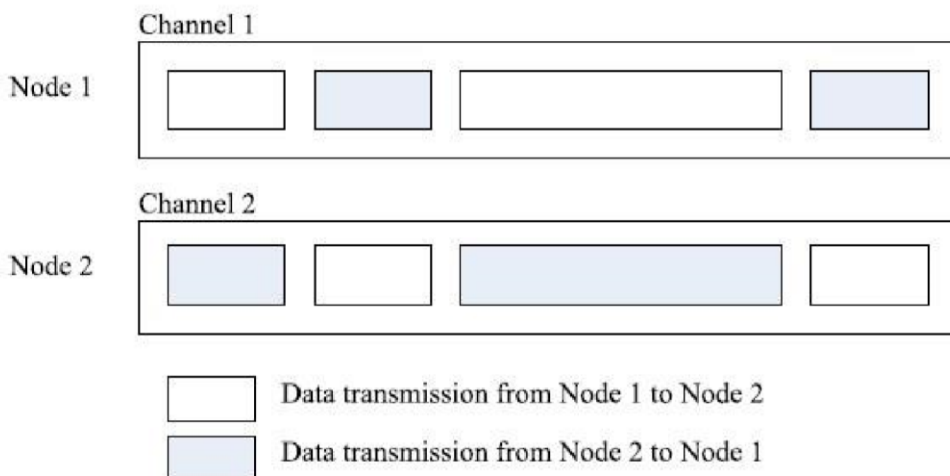 Channel 1
Node 1
Channel 2
Node 2
Data transmission from Node 1 to Node 2
Data transmission from Node 2 to Node 1